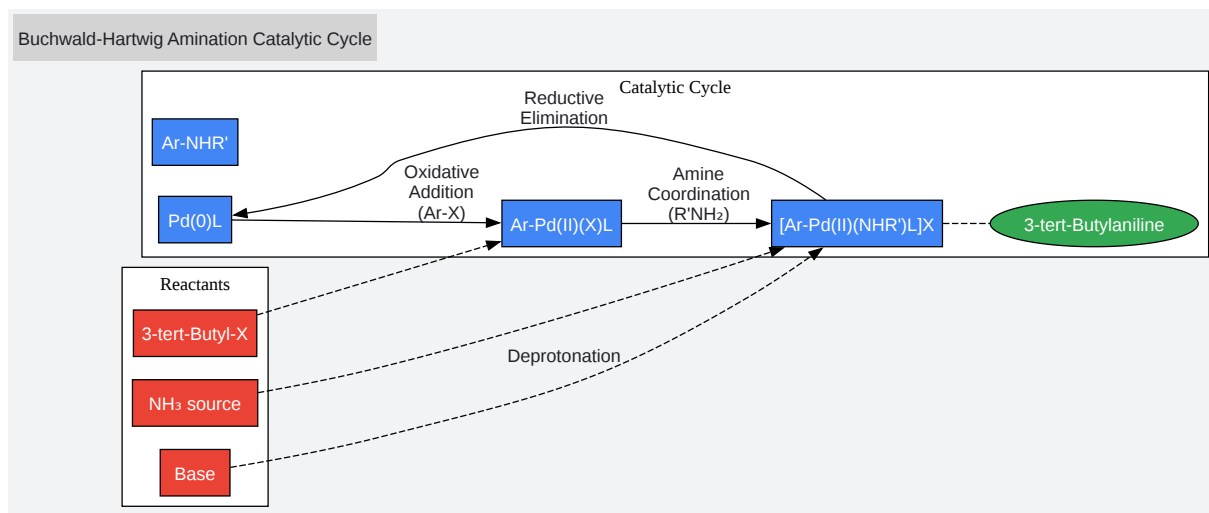 Buchwald-Hartwig Amination Catalytic Cycle
Catalytic Cycle
Reductive
Elimination
Ar-NHR'
Oxidative
Addition
(Ar-X)
Amine
Coordination
(R'NH₂)
Pd(0)L
Ar-Pd(II)(X)L
[Ar-Pd(II)(NHR')L]X
3-tert-Butylaniline
Reactants
3-tert-Butyl-X
Deprotonation
NH₃ source
Base